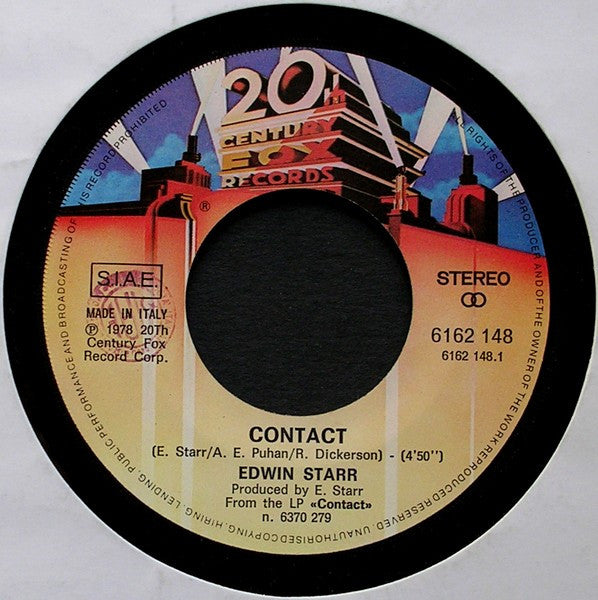 20th
CENTURY
FOX
RECORDS
®
S.I.A.E.
MADE IN ITALY
℗ 1978 20Th
Century Fox
Record Corp.
STEREO
6162 148
6162 148.1
CONTACT
(E. Starr/A. E. Puhan/R. Dickerson) - (4'50")
EDWIN STARR
Produced by E. Starr
From the LP «Contact»
n. 6370 279
ALL RIGHTS OF THE PRODUCER AND OF THE OWNER OF THE WORK REPRODUCED RESERVED. UNAUTHORISED COPYING, HIRING, LENDING, PUBLIC PERFORMANCE AND BROADCASTING OF THIS RECORD PROHIBITED